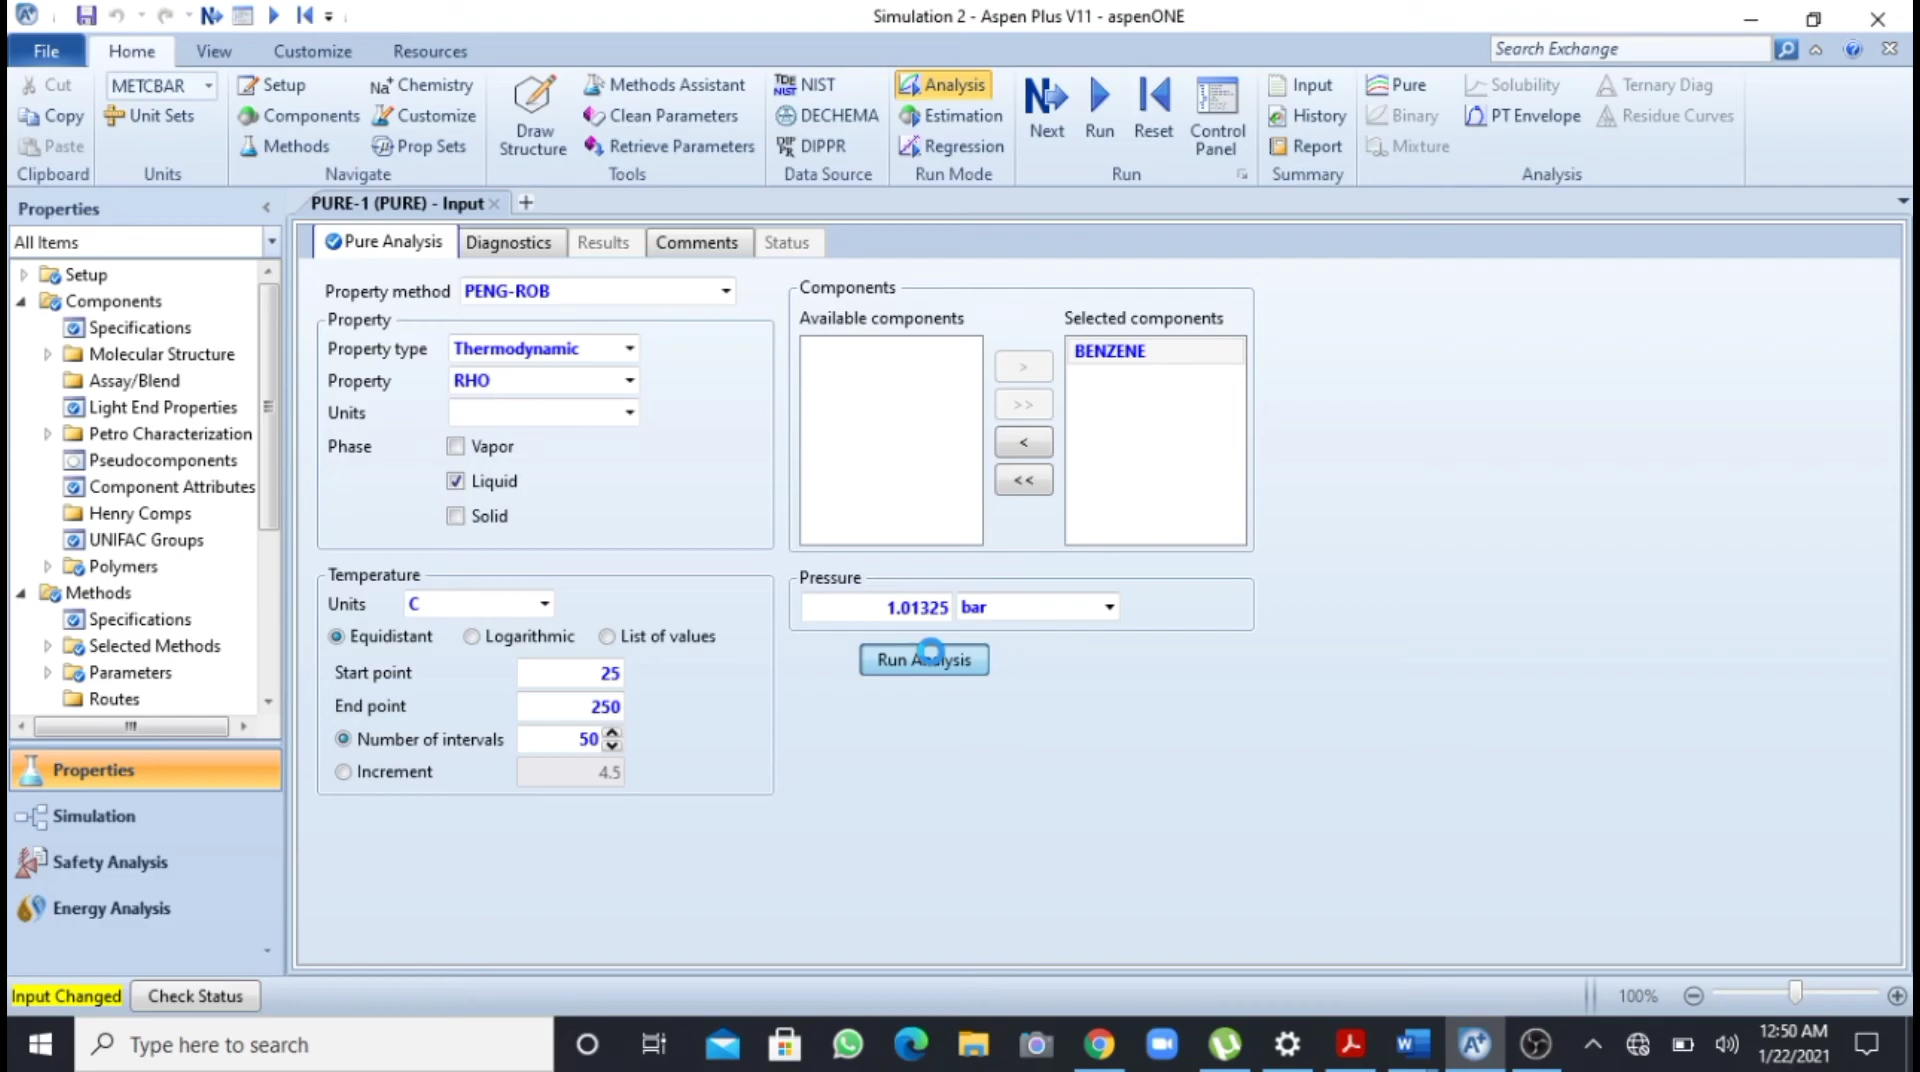 Simulation 2 - Aspen Plus V11 - aspenONE
File Home View Customize Resources Search Exchange
Cut METCBAR Setup Na+ Chemistry Methods Assistant TDE NIST NIST Analysis Input Pure Solubility Ternary Diag
Copy Unit Sets Components Customize Clean Parameters DECHEMA Estimation History Binary PT Envelope Residue Curves
Draw Structure Next Run Reset Control Panel
Paste Methods Prop Sets Retrieve Parameters DIPPR DIPPR Regression Report Mixture
Clipboard Units Navigate Tools Data Source Run Mode Run Summary Analysis
Properties PURE-1 (PURE) - Input
All Items
Pure Analysis Diagnostics Results Comments Status
Setup
Components
Specifications
Molecular Structure
Assay/Blend
Light End Properties
Petro Characterization
Pseudocomponents
Component Attributes
Henry Comps
UNIFAC Groups
Polymers
Methods
Specifications
Selected Methods
Parameters
Routes
Properties
Simulation
Safety Analysis
Energy Analysis
Property method PENG-ROB
Property
Property type Thermodynamic
Property RHO
Units
Phase Vapor
Liquid
Solid
Temperature
Units C
Equidistant Logarithmic List of values
Start point 25
End point 250
Number of intervals 50
Increment 4.5
Components
Available components Selected components
BENZENE
>
>>
<
<<
Pressure
1.01325 bar
Run Analysis
Input Changed Check Status 100%
Type here to search
12:50 AM
1/22/2021